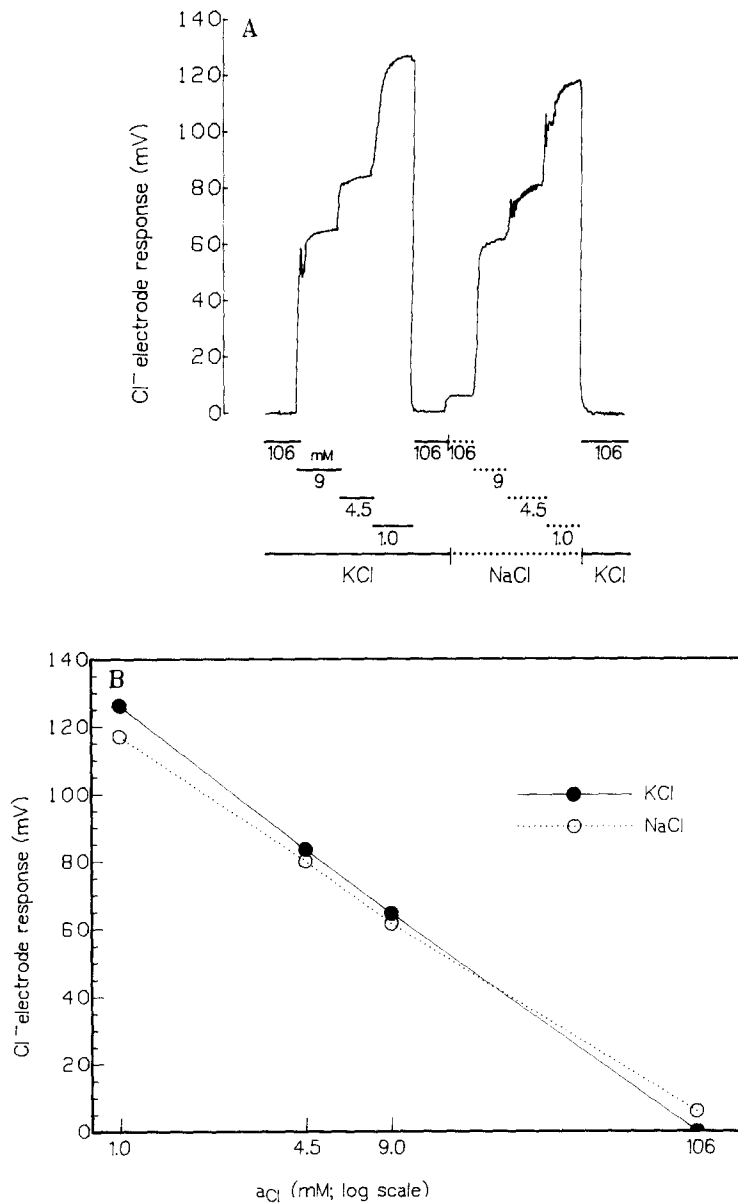 A
Cl⁻ electrode response (mV)
140
120
100
80
60
40
20
0
106 106 106 106
mM
9 9
4.5 4.5
1.0 1.0
KCl NaCl KCl
B
Cl⁻ electrode response (mV)
140
120
100
80
60
40
20
0
KCl
NaCl
1.0 4.5 9.0 106
aCl (mM; log scale)